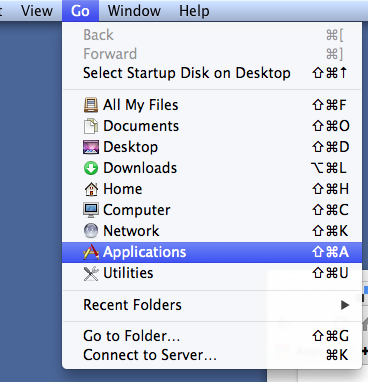 View Go Window Help
Back ⌘[
Forward ⌘]
Select Startup Disk on Desktop ⇧⌘↑
All My Files ⇧⌘F
Documents ⇧⌘O
Desktop ⇧⌘D
Downloads ⌥⌘L
Home ⇧⌘H
Computer ⇧⌘C
Network ⇧⌘K
Applications ⇧⌘A
Utilities ⇧⌘U
Recent Folders ▶
Go to Folder... ⇧⌘G
Connect to Server... ⌘K